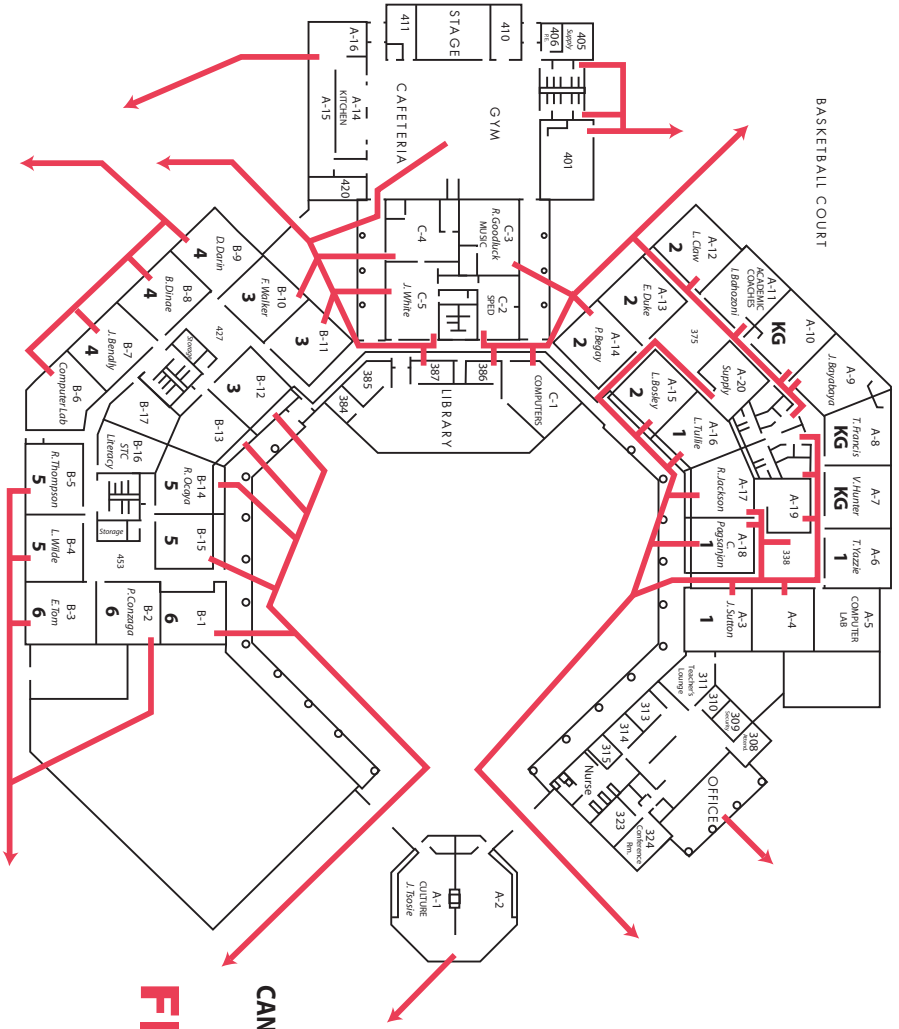 BASKETBALL COURT
411
STAGE
410
406
P.E.
Supply
405
A-16
A-14
KITCHEN
A-15
CAFETERIA
GYM
401
420
C-4
C-3
R.Goodluck
MUSIC
C-5
J. White
C-2
SPED
C-1
COMPUTERS
387
386
385
384
LIBRARY
A-12
L. Claw
2
A-11
ACADEMIC
COACHES
I. Bahozoni
A-10
KG
A-9
J. Bayabaya
A-13
E. Duke
2
375
A-14
P. Begay
2
A-20
Supply
A-15
L. Bosley
2
A-16
L. Tullie
1
A-8
T. Francis
KG
A-7
V. Hunter
KG
A-6
T. Yazzie
1
A-17
R. Jackson
A-18
C.
Pagsanjan
1
A-19
338
A-5
COMPUTER
LAB
A-4
A-3
J. Sutton
1
311
Teacher's
Lounge
310
309
Security
308
Attend.
313
314
315
Nurse
OFFICE
323
324
Conference
Rm.
B-9
D. Darin
4
B-8
B. Dinae
4
B-7
J. Benally
4
B-6
Computer Lab
B-10
F. Walker
3
B-11
3
B-12
3
B-13
427
Storage
B-17
B-16
STC
Literacy
B-14
R. Ocaya
5
B-15
5
B-5
R. Thompson
5
B-4
L. Wilde
5
Storage
453
B-3
E. Tom
6
B-2
P. Conzaga
6
B-1
6
A-2
A-1
CULTURE
J. Tsosie
CAN